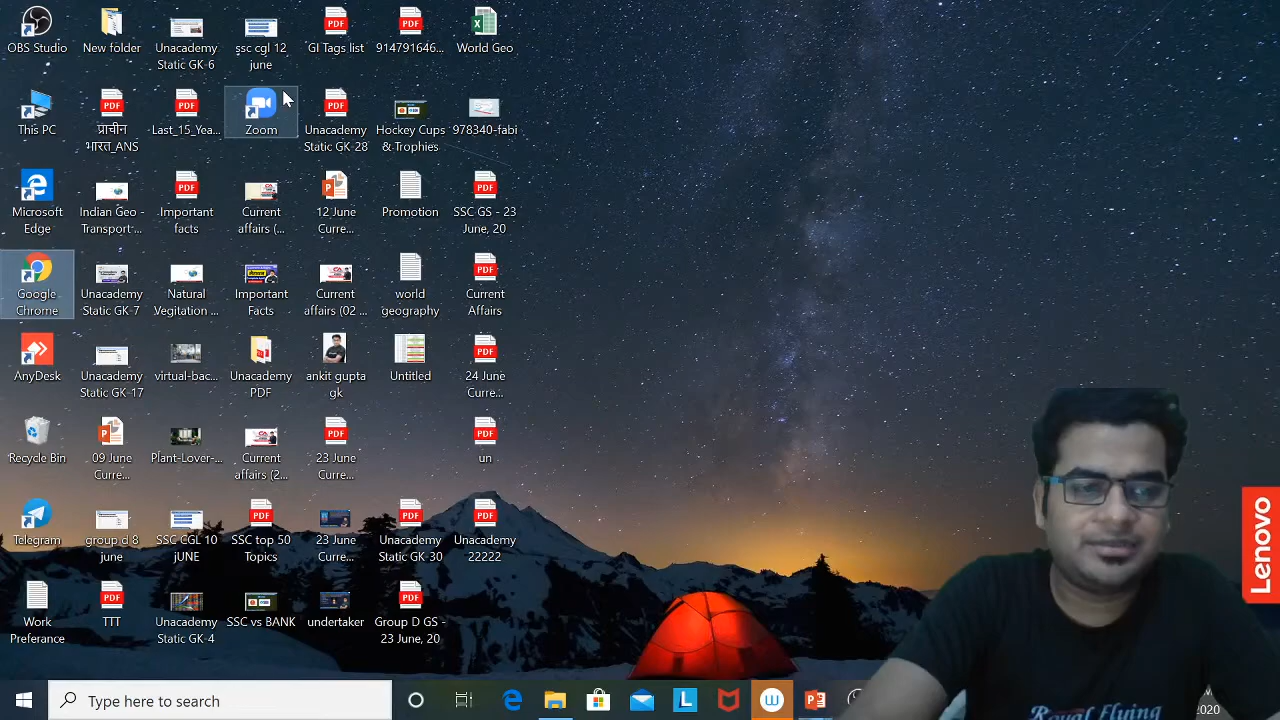 OBS Studio
New folder
Unacademy
Static GK-6
ssc cgl 12
june
GI Tags list
914791646...
World Geo
This PC
प्राचीन
भारत_ANS
Last_15_Yea...
Zoom
Unacademy
Static GK-28
Hockey Cups
& Trophies
978340-fabi
Microsoft
Edge
Indian Geo -
Transport ...
Important
facts
Current
affairs (...
12 June
Curre...
Promotion
SSC GS - 23
June, 20
Google
Chrome
Unacademy
Static GK-7
Natural
Vegitation ...
Important
Facts
Current
affairs (02 ...
world
geography
Current
Affairs
AnyDesk
Unacademy
Static GK-17
virtual-bac...
Unacademy
PDF
ankit gupta
gk
Untitled
24 June
Curre...
Recycle Bin
09 June
Curre...
Plant-Lover-...
Current
affairs (2...
23 June
Curre...
un
Telegram
group d 8
june
SSC CGL 10
jUNE
SSC top 50
Topics
23 June
Curre...
Unacademy
Static GK-30
Unacademy
22222
Work
Preferance
TTT
Unacademy
Static GK-4
SSC vs BANK
undertaker
Group D GS -
23 June, 20
Lenovo
Type here to search
2020
Royal Flying